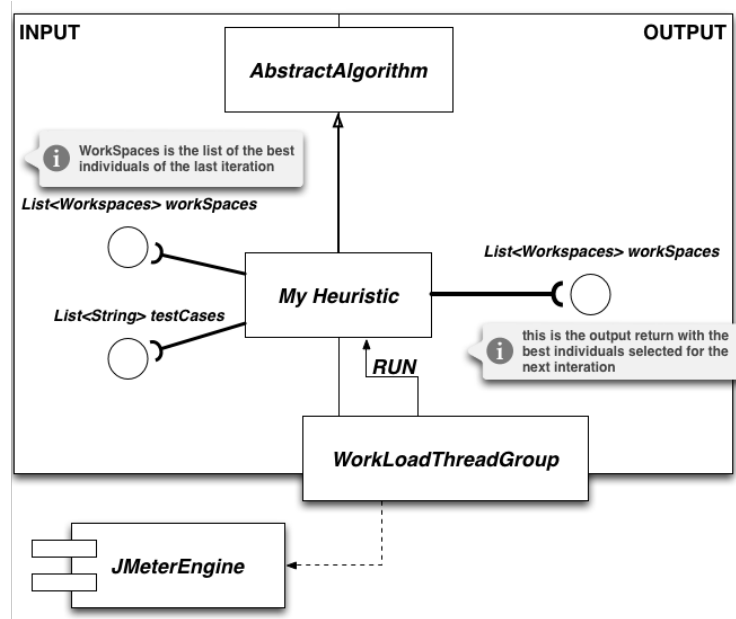 INPUT
OUTPUT
AbstractAlgorithm
WorkSpaces is the list of the best
individuals of the last iteration
List<Workspaces> workSpaces
List<Workspaces> workSpaces
My Heuristic
List<String> testCases
this is the output return with the
best individuals selected for the
next interation
RUN
WorkLoadThreadGroup
JMeterEngine